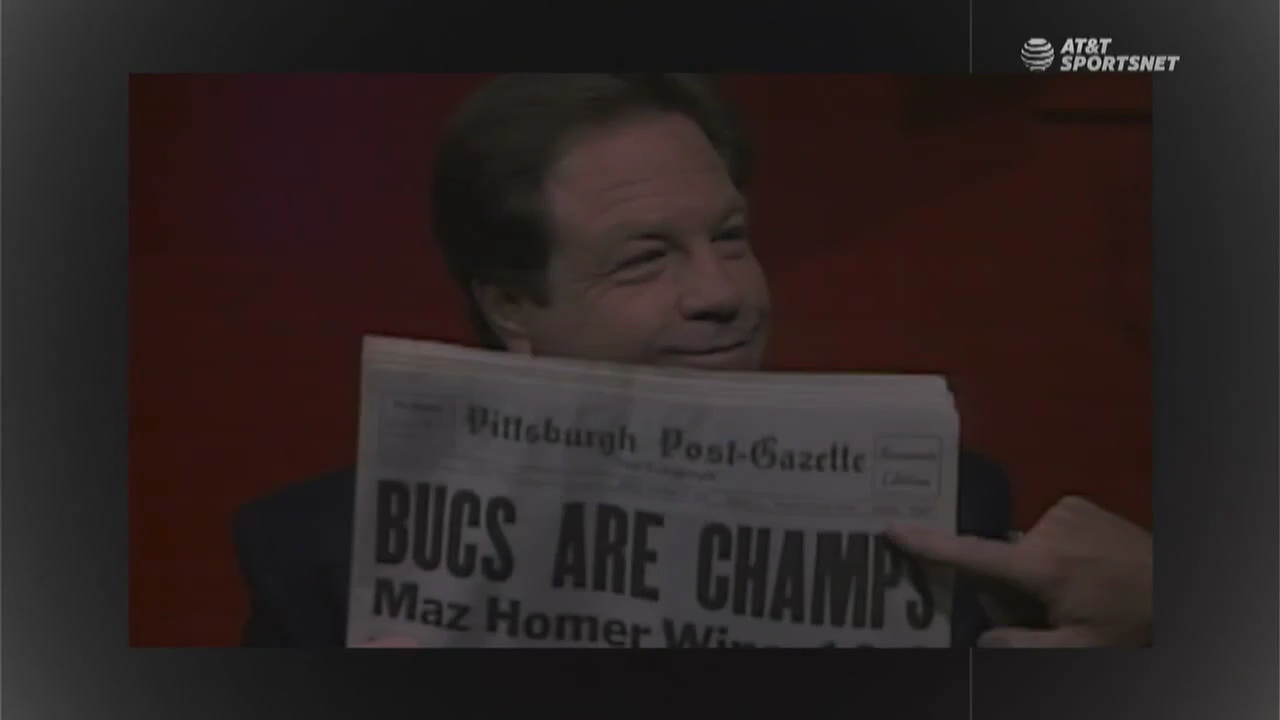 AT&T
SPORTSNET
Pittsburgh Post-Gazette
BUCS ARE CHAMPS
Maz Homer